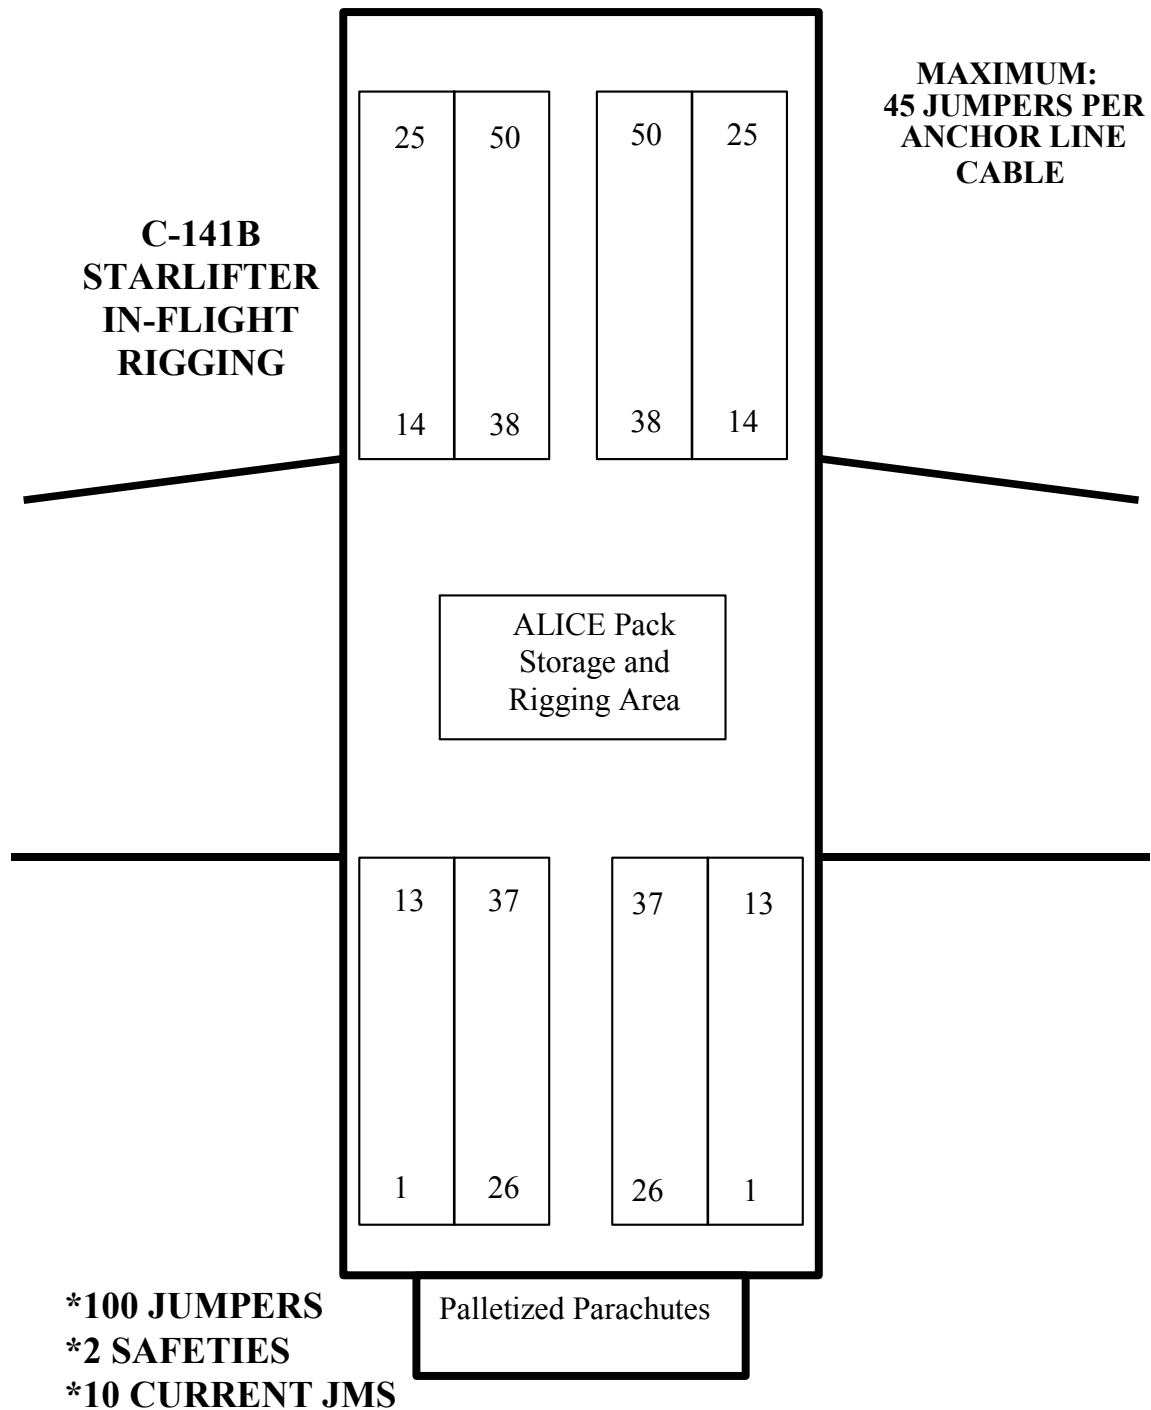 MAXIMUM:
45 JUMPERS PER
ANCHOR LINE
CABLE
25 50 50 25
C-141B
STARLIFTER
IN-FLIGHT
RIGGING
14 38 38 14
ALICE Pack
Storage and
Rigging Area
13 37 37 13
1 26 26 1
Palletized Parachutes
*100 JUMPERS
*2 SAFETIES
*10 CURRENT JMS